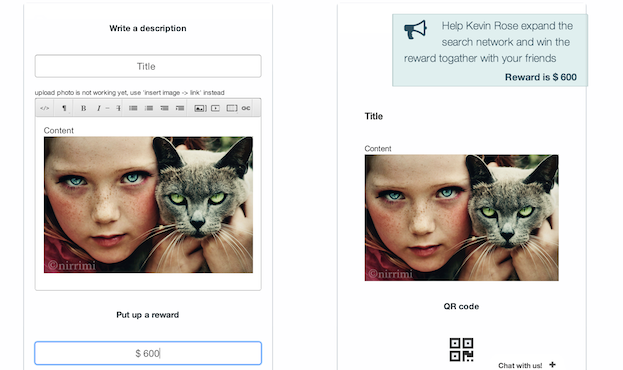 Write a description
Title
upload photo is not working yet, use 'insert image -> link' instead
</> ¶ B I – T GC
Content
©nirrimi
Put up a reward
$ 600
Help Kevin Rose expand the
search network and win the
reward togather with your friends
Reward is $ 600
Title
Content
©nirrimi
QR code
Chat with us! +